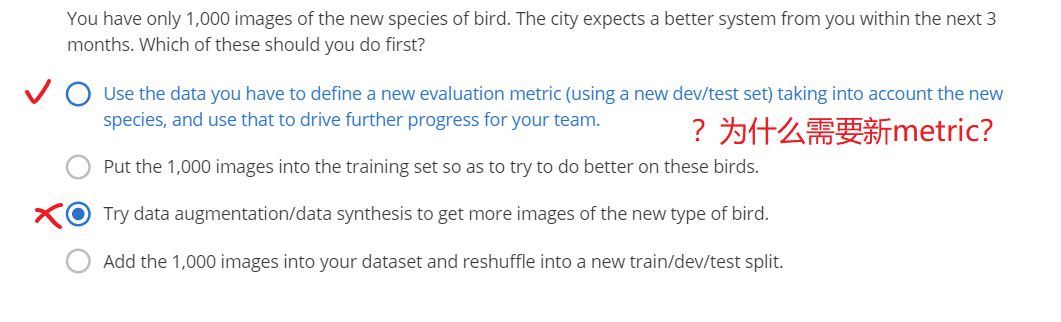 You have only 1,000 images of the new species of bird. The city expects a better system from you within the next 3
months. Which of these should you do first?
Use the data you have to define a new evaluation metric (using a new dev/test set) taking into account the new
species, and use that to drive further progress for your team.
？为什么需要新metric?
Put the 1,000 images into the training set so as to try to do better on these birds.
Try data augmentation/data synthesis to get more images of the new type of bird.
Add the 1,000 images into your dataset and reshuffle into a new train/dev/test split.